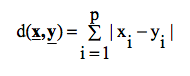 d(x,y) = p∑i = 1 | xi – yi |